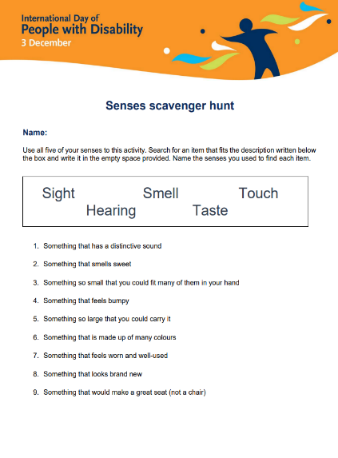 International Day of
People with Disability
3 December
Senses scavenger hunt
Name:
Use all five of your senses to this activity. Search for an item that fits the description written below
the box and write it in the empty space provided. Name the senses you used to find each item.
Sight Smell Touch
Hearing Taste
1. Something that has a distinctive sound
2. Something that smells sweet
3. Something so small that you could fit many of them in your hand
4. Something that feels bumpy
5. Something so large that you could carry it
6. Something that is made up of many colours
7. Something that feels worn and well-used
8. Something that looks brand new
9. Something that would make a great seat (not a chair)